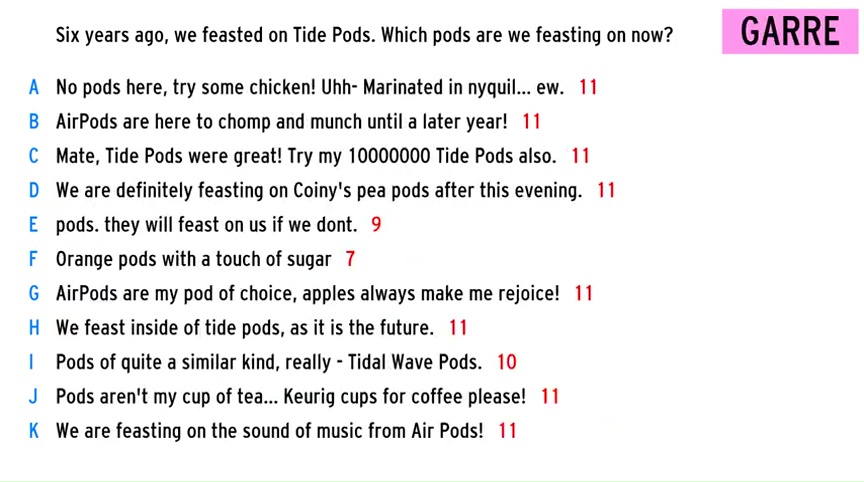 Six years ago, we feasted on Tide Pods. Which pods are we feasting on now?
GARRE
A No pods here, try some chicken! Uhh- Marinated in nyquil... ew. 11
B AirPods are here to chomp and munch until a later year! 11
C Mate, Tide Pods were great! Try my 10000000 Tide Pods also. 11
D We are definitely feasting on Coiny's pea pods after this evening. 11
E pods. they will feast on us if we dont. 9
F Orange pods with a touch of sugar 7
G AirPods are my pod of choice, apples always make me rejoice! 11
H We feast inside of tide pods, as it is the future. 11
I Pods of quite a similar kind, really - Tidal Wave Pods. 10
J Pods aren't my cup of tea... Keurig cups for coffee please! 11
K We are feasting on the sound of music from Air Pods! 11